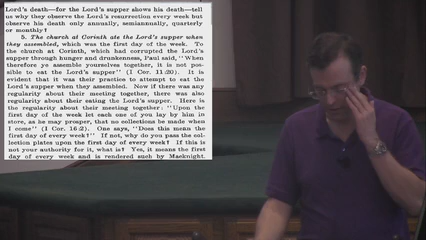 Lord's death—for the Lord's supper shows his death—tell
us why they observe the Lord's resurrection every week but
observe his death only annually, semiannually, quarterly
or monthly?
5. The church at Corinth ate the Lord's supper when
they assembled, which was the first day of the week. To
the church at Corinth, which had corrupted the Lord's
supper through hunger and drunkenness, Paul said, "When
therefore ye assemble yourselves together, it is not pos-
sible to eat the Lord's supper" (I Cor. 11:20). It is
evident that it was their practice to attempt to eat the
Lord's supper when they assembled. Now if there was any
regularity about their meeting together, there was also
regularity about their eating the Lord's supper. Here is
the regularity about their meeting together: "Upon the
first day of the week let each one of you lay by him in
store, as he may prosper, that no collections be made when
I come" (I Cor. 16:2). One says, "Does this mean the
first day of every week?" If not, why do you pass the col-
lection plates upon the first day of every week? If this
is not your authority for it, what is? Yes, it means the first
day of every week and is rendered such by Macknight.